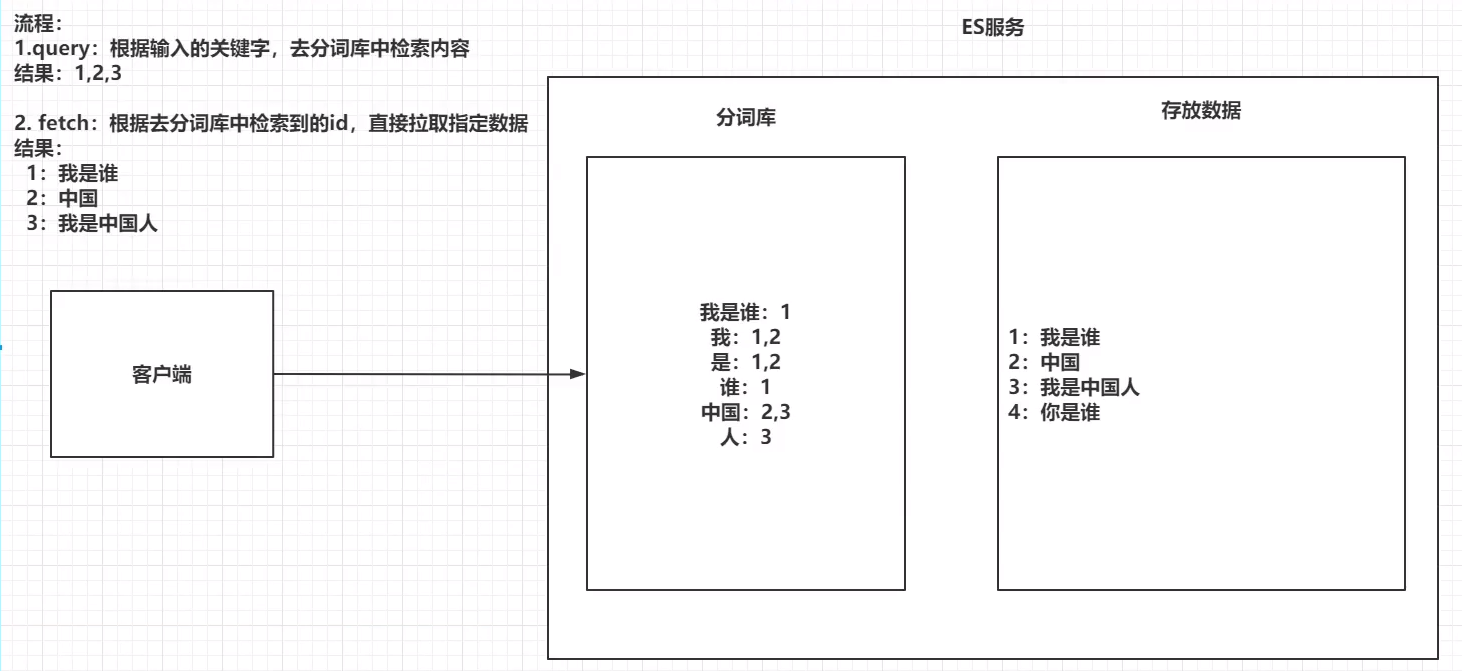 流程：
1.query：根据输入的关键字，去分词库中检索内容
结果：1,2,3
2. fetch：根据去分词库中检索到的id，直接拉取指定数据
结果：
1：我是谁
2：中国
3：我是中国人
客户端
ES服务
分词库
我是谁：1
我：1,2
是：1,2
谁：1
中国：2,3
人：3
存放数据
1：我是谁
2：中国
3：我是中国人
4：你是谁